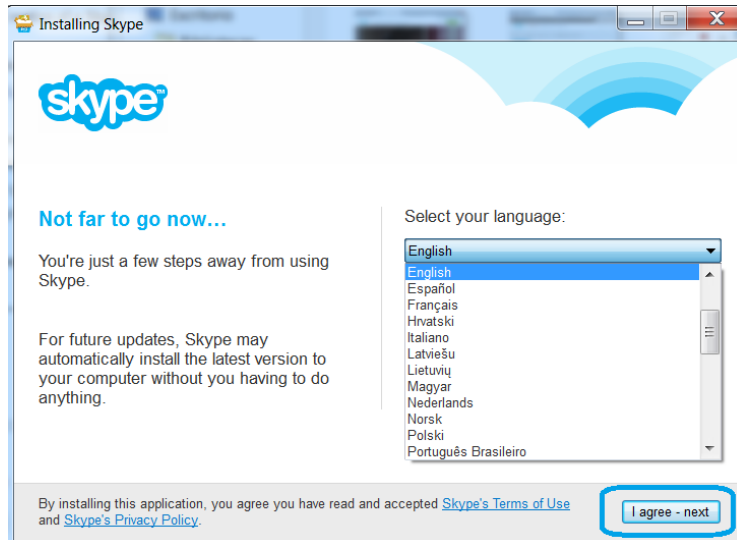 Installing Skype
Escritorio
skype™
Not far to go now...
You're just a few steps away from using
Skype.
For future updates, Skype may
automatically install the latest version to
your computer without you having to do
anything.
Select your language:
English
English
Español
Français
Hrvatski
Italiano
Latviešu
Lietuvių
Magyar
Nederlands
Norsk
Polski
Português Brasileiro
By installing this application, you agree you have read and accepted Skype's Terms of Use
and Skype's Privacy Policy.
I agree - next